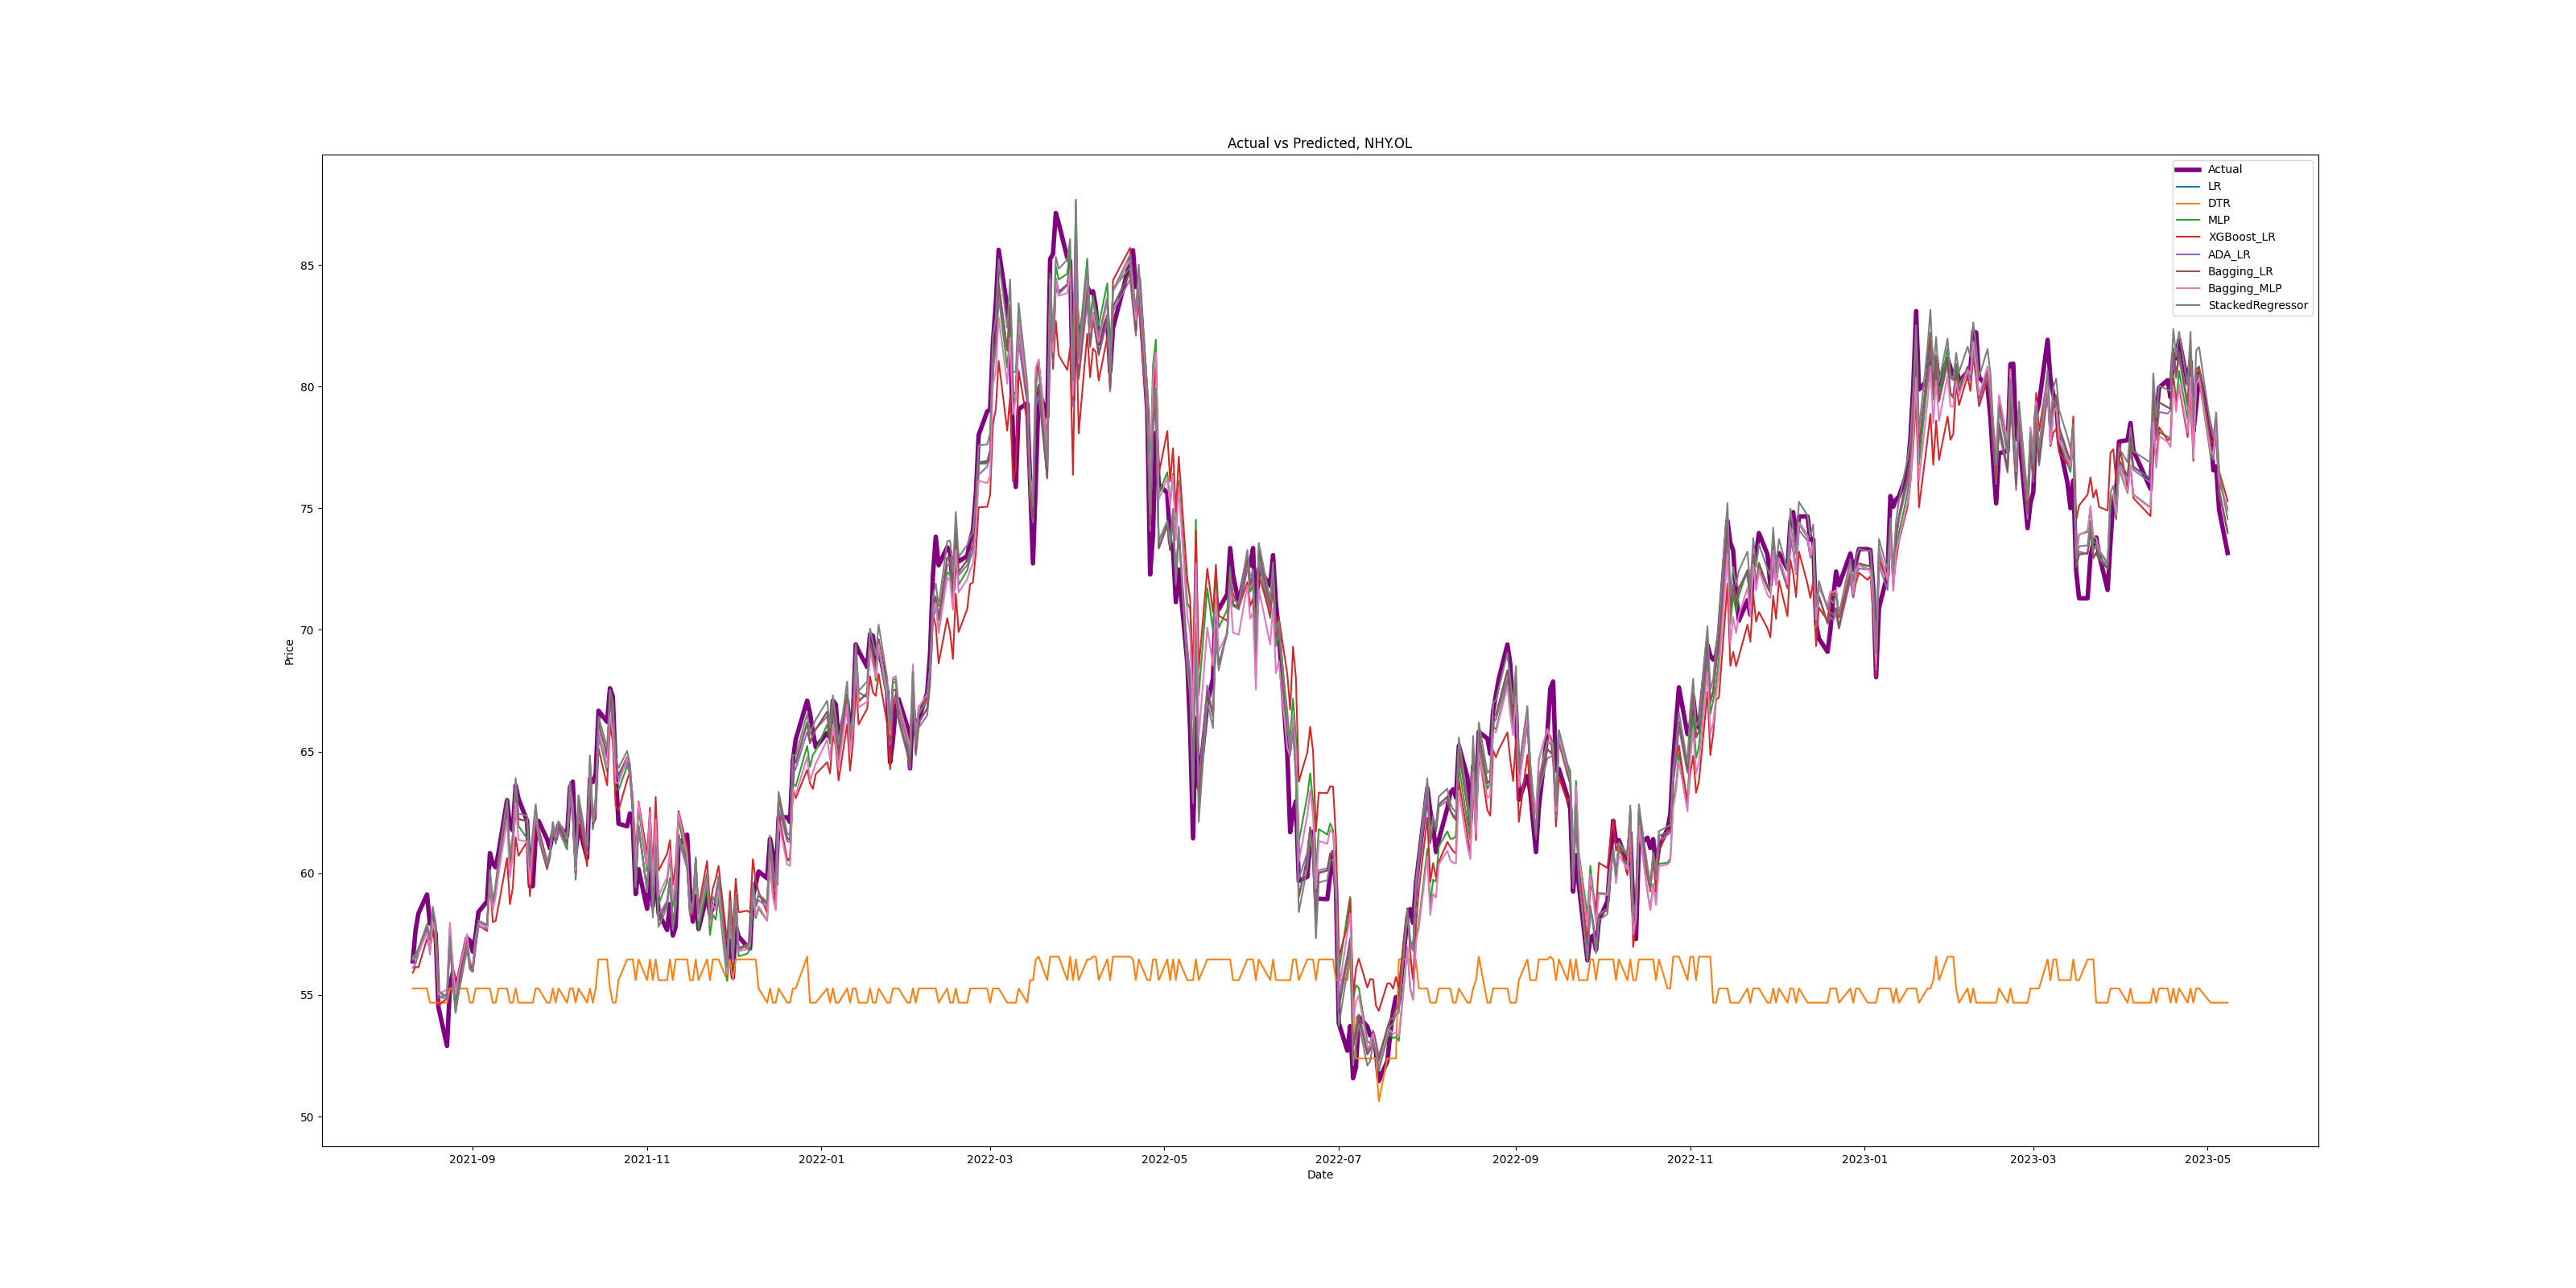 Actual vs Predicted, NHY.OL
Actual
LR
DTR
MLP
XGBoost_LR
ADA_LR
Bagging_LR
Bagging_MLP
StackedRegressor
Price
85
80
75
70
65
60
55
50
2021-09 2021-11 2022-01 2022-03 2022-05 2022-07 2022-09 2022-11 2023-01 2023-03 2023-05
Date